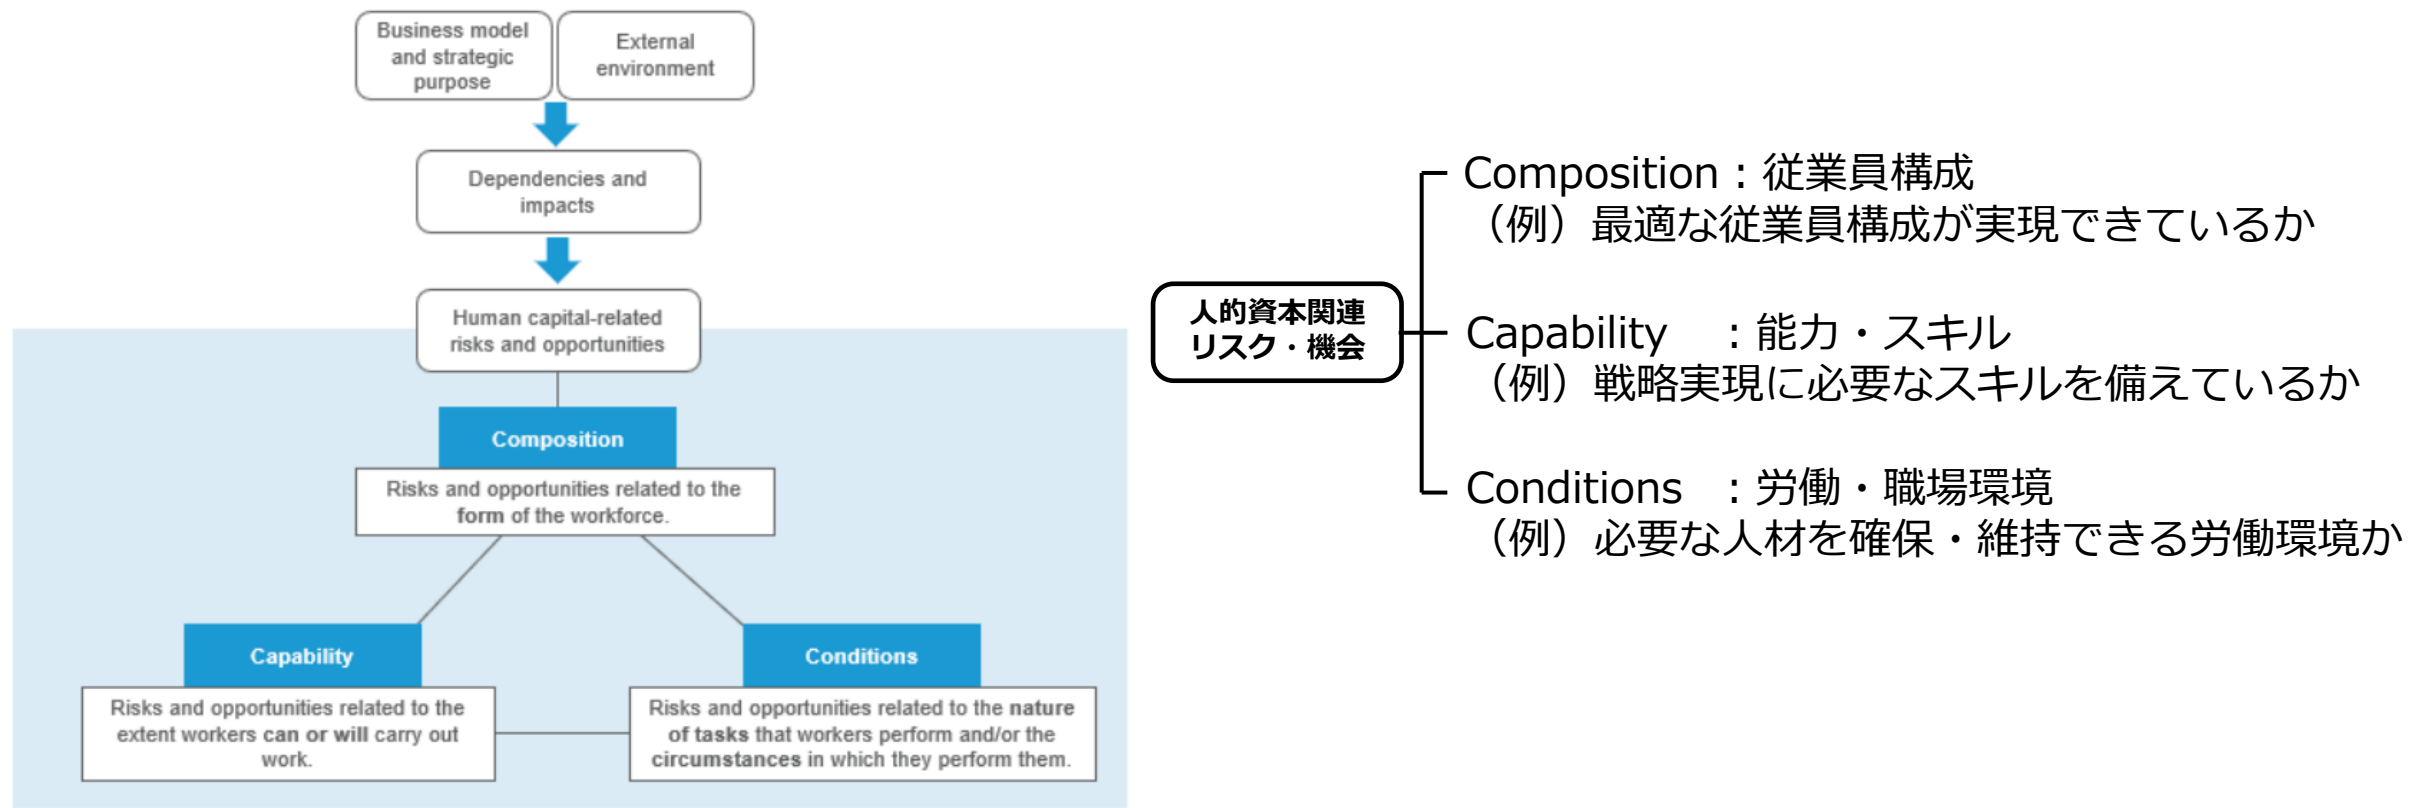 Business model
and strategic
purpose
External
environment
Dependencies and
impacts
Human capital-related
risks and opportunities
Composition
Risks and opportunities related to the
form of the workforce.
Capability
Risks and opportunities related to the
extent workers can or will carry out
work.
Conditions
Risks and opportunities related to the nature
of tasks that workers perform and/or the
circumstances in which they perform them.
人的資本関連
リスク・機会
Composition：従業員構成
（例）最適な従業員構成が実現できているか
Capability　：能力・スキル
（例）戦略実現に必要なスキルを備えているか
Conditions　：労働・職場環境
（例）必要な人材を確保・維持できる労働環境か